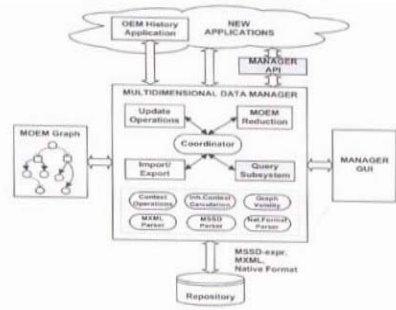 OEM History
Application
NEW
APPLICATIONS
MANAGER
API
MULTIDIMENSIONAL DATA MANAGER
Update
Operations
MOEM
Reduction
MOEM Graph
Coordinator
MANAGER
GUI
Import/
Export
Query
Subsystem
Context
Operations
Inh.Context
Calculation
Graph
Validity
MXML
Parser
MSSD
Parser
Nat.Format
Parser
MSSD-expr,
MXML,
Native Format
Repository